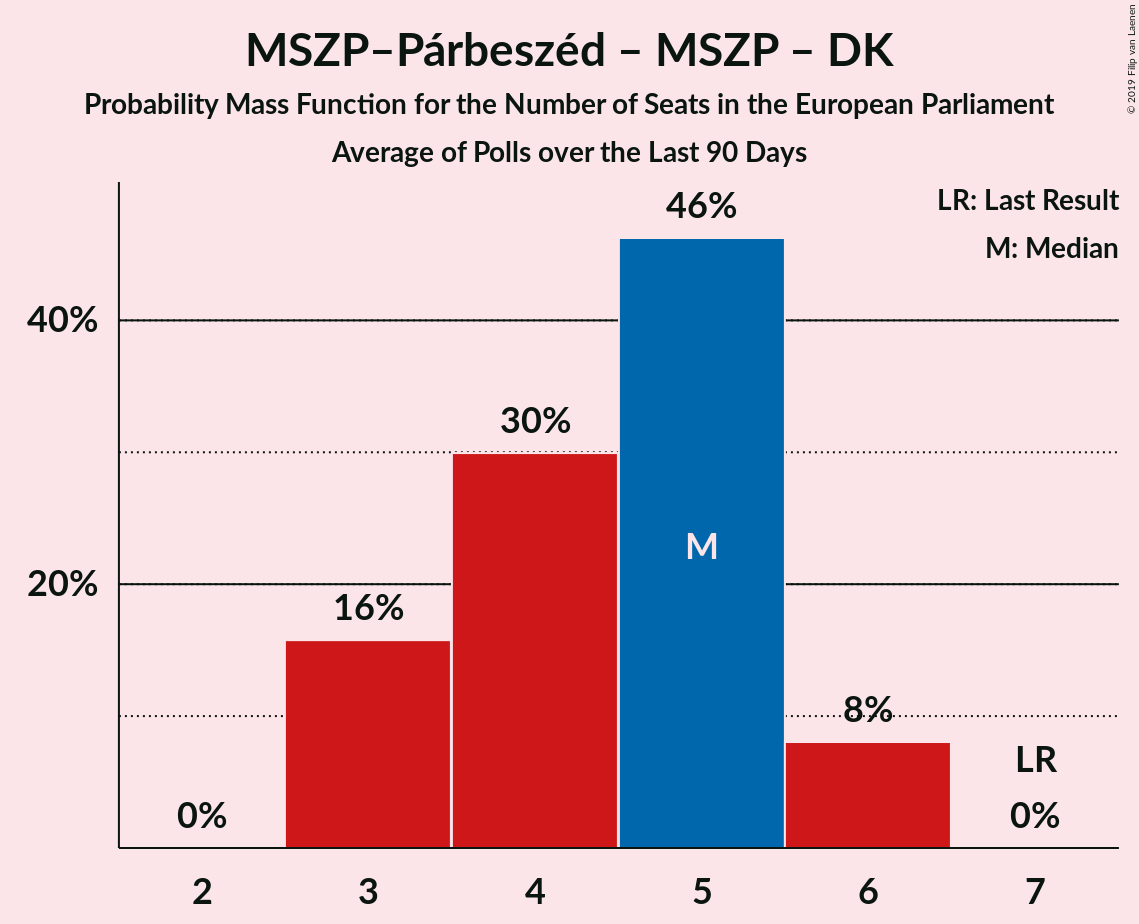 MSZP–Párbeszéd – MSZP – DK
Probability Mass Function for the Number of Seats in the European Parliament
Average of Polls over the Last 90 Days
© 2019 Filip van Laenen
LR: Last Result
M: Median
46%
40%
30%
M
20%
16%
8%
LR
0%
0%
2 3 4 5 6 7